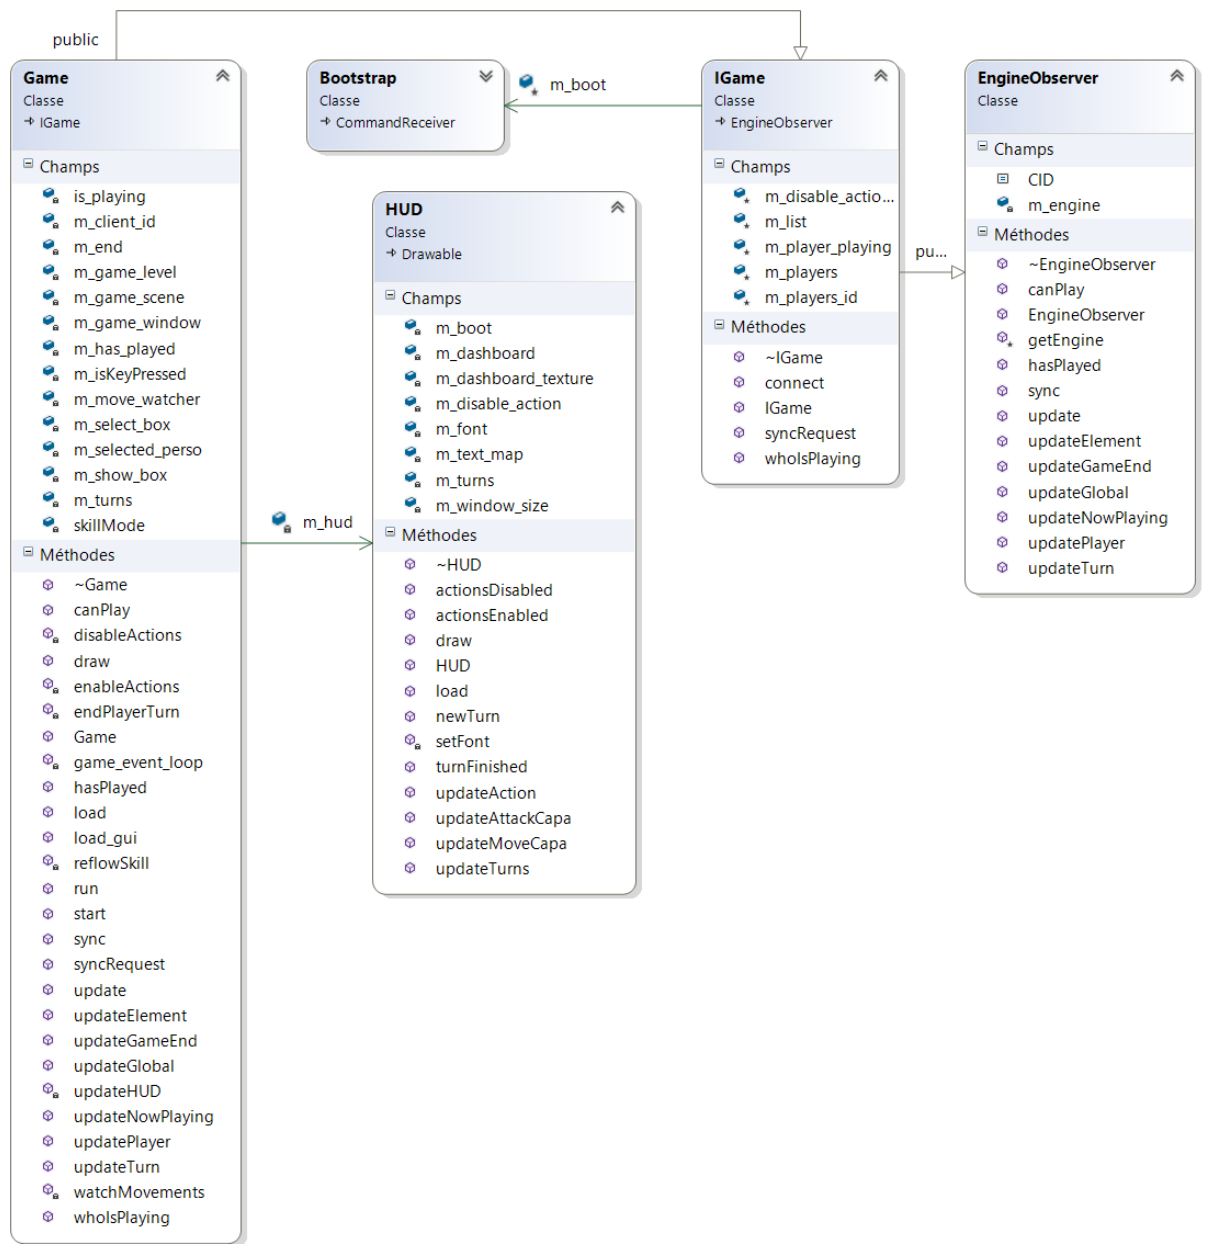 public
Game
Classe
IGame
Champs
is_playing
m_client_id
m_end
m_game_level
m_game_scene
m_game_window
m_has_played
m_isKeyPressed
m_move_watcher
m_select_box
m_selected_perso
m_show_box
m_turns
skillMode
Méthodes
~Game
canPlay
disableActions
draw
enableActions
endPlayerTurn
Game
game_event_loop
hasPlayed
load
load_gui
reflowSkill
run
start
sync
syncRequest
update
updateElement
updateGameEnd
updateGlobal
updateHUD
updateNowPlaying
updatePlayer
updateTurn
watchMovements
whoIsPlaying
m_hud
Bootstrap
Classe
CommandReceiver
m_boot
HUD
Classe
Drawable
Champs
m_boot
m_dashboard
m_dashboard_texture
m_disable_action
m_font
m_text_map
m_turns
m_window_size
Méthodes
~HUD
actionsDisabled
actionsEnabled
draw
HUD
load
newTurn
setFont
turnFinished
updateAction
updateAttackCapa
updateMoveCapa
updateTurns
IGame
Classe
EngineObserver
Champs
m_disable_actio...
m_list
m_player_playing
m_players
m_players_id
Méthodes
~IGame
connect
IGame
syncRequest
whoIsPlaying
pu...
EngineObserver
Classe
Champs
CID
m_engine
Méthodes
~EngineObserver
canPlay
EngineObserver
getEngine
hasPlayed
sync
update
updateElement
updateGameEnd
updateGlobal
updateNowPlaying
updatePlayer
updateTurn